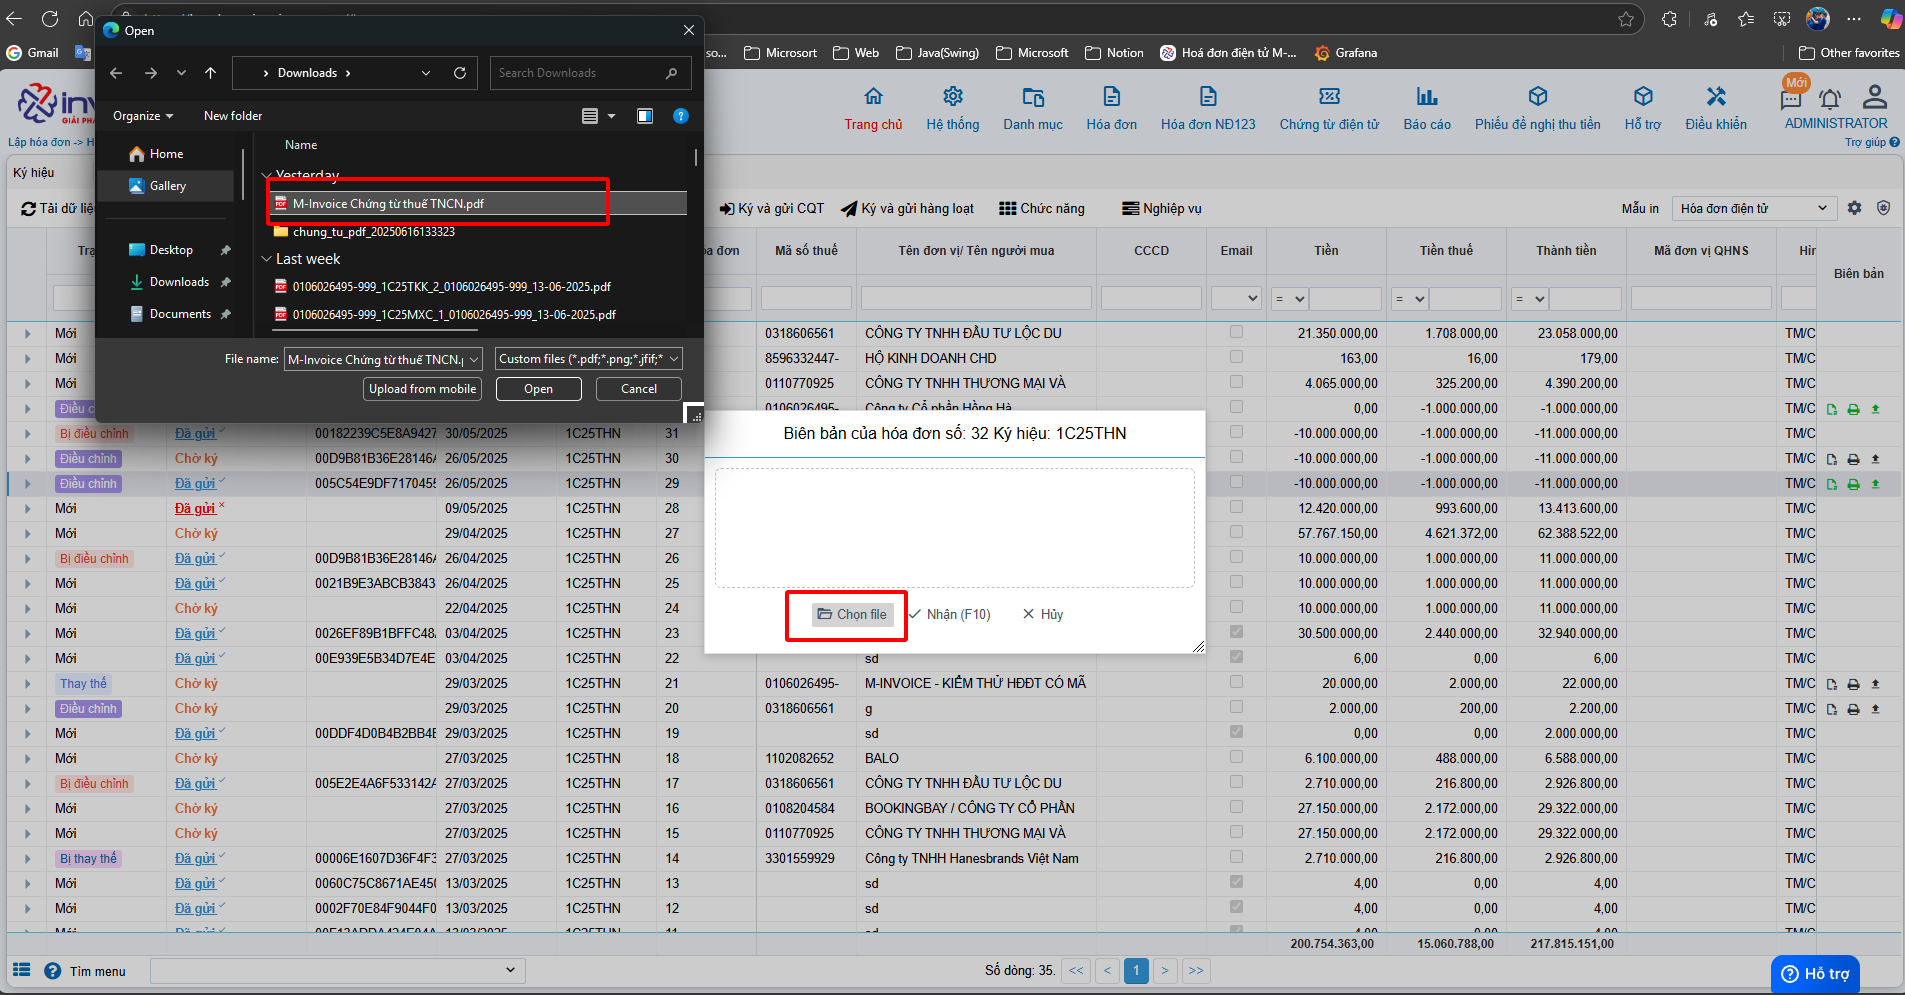 Open
Gmail
so...
Microsort
Web
Java(Swing)
Microsoft
Notion
Hoá đơn điện tử M-...
Grafana
Other favorites
Downloads
Search Downloads
Organize
New folder
Home
Gallery
Desktop
Downloads
Documents
Name
Yesterday
M-Invoice Chứng từ thuế TNCN.pdf
chung_tu_pdf_20250616133323
Last week
0106026495-999_1C25TKK_2_0106026495-999_13-06-2025.pdf
0106026495-999_1C25MXC_1_0106026495-999_13-06-2025.pdf
File name: M-Invoice Chứng từ thuế TNCN.p Custom files (*.pdf;*.png;*.jfif;*
Upload from mobile Open Cancel
inv
GIẢI PHÁ
Trang chủ Hệ thống Danh mục Hóa đơn Hóa đơn NĐ123 Chứng từ điện tử Báo cáo Phiếu đề nghị thu tiền Hỗ trợ Điều khiển
Mới
ADMINISTRATOR
Lập hóa đơn -> H
Trợ giúp
Ký hiệu
Tải dữ liệ
Ký và gửi CQT Ký và gửi hàng loạt Chức năng Nghiệp vụ Mẫu in Hóa đơn điện tử
Trạ óa đơn Mã số thuế Tên đơn vị/ Tên người mua CCCD Email Tiền Tiền thuế Thành tiền Mã đơn vị QHNS Hìn Biên bản
= = =
Mới 0318606561 CÔNG TY TNHH ĐẦU TƯ LỘC DU 21.350.000,00 1.708.000,00 23.058.000,00 TM/C
Mới 8596332447- HỘ KINH DOANH CHD 163,00 16,00 179,00 TM/C
Mới 0110770925 CÔNG TY TNHH THƯƠNG MẠI VÀ 4.065.000,00 325.200,00 4.390.200,00 TM/C
Điều c 0106026495- Công ty Cổ phần Hồng Hà 0,00 -1.000.000,00 -1.000.000,00 TM/C
Bị điều chỉnh Đã gửi 00182239C5E8A9427 30/05/2025 1C25THN 31 -10.000.000,00 -1.000.000,00 -11.000.000,00 TM/C
Điều chỉnh Chờ ký 00D9B81B36E28146A 26/05/2025 1C25THN 30 -10.000.000,00 -1.000.000,00 -11.000.000,00 TM/C
Điều chỉnh Đã gửi 005C54E9DF7170455 26/05/2025 1C25THN 29 -10.000.000,00 -1.000.000,00 -11.000.000,00 TM/C
Mới Đã gửi 09/05/2025 1C25THN 28 12.420.000,00 993.600,00 13.413.600,00 TM/C
Mới Chờ ký 29/04/2025 1C25THN 27 57.767.150,00 4.621.372,00 62.388.522,00 TM/C
Bị điều chỉnh Đã gửi 00D9B81B36E28146A 26/04/2025 1C25THN 26 10.000.000,00 1.000.000,00 11.000.000,00 TM/C
Mới Đã gửi 0021B9E3ABCB3843 26/04/2025 1C25THN 25 10.000.000,00 1.000.000,00 11.000.000,00 TM/C
Mới Chờ ký 22/04/2025 1C25THN 24 10.000.000,00 1.000.000,00 11.000.000,00 TM/C
Mới Đã gửi 0026EF89B1BFFC48 03/04/2025 1C25THN 23 30.500.000,00 2.440.000,00 32.940.000,00 TM/C
Mới Đã gửi 00E939E5B34D7E4E 03/04/2025 1C25THN 22 sd 6,00 0,00 6,00 TM/C
Thay thế Chờ ký 29/03/2025 1C25THN 21 0106026495- M-INVOICE - KIỂM THỬ HĐĐT CÓ MÃ 20.000,00 2.000,00 22.000,00 TM/C
Điều chỉnh Chờ ký 29/03/2025 1C25THN 20 0318606561 g 2.000,00 200,00 2.200,00 TM/C
Mới Đã gửi 00DDF4D0B4B2BB4E 29/03/2025 1C25THN 19 sd 0,00 0,00 2.000.000,00 TM/C
Mới Chờ ký 27/03/2025 1C25THN 18 1102082652 BALO 6.100.000,00 488.000,00 6.588.000,00 TM/C
Bị điều chỉnh Đã gửi 005E2E4A6F533142A 27/03/2025 1C25THN 17 0318606561 CÔNG TY TNHH ĐẦU TƯ LỘC DU 2.710.000,00 216.800,00 2.926.800,00 TM/C
Mới Chờ ký 27/03/2025 1C25THN 16 0108204584 BOOKINGBAY / CÔNG TY CỔ PHẦN 27.150.000,00 2.172.000,00 29.322.000,00 TM/C
Mới Chờ ký 27/03/2025 1C25THN 15 0110770925 CÔNG TY TNHH THƯƠNG MẠI VÀ 27.150.000,00 2.172.000,00 29.322.000,00 TM/C
Bị thay thế Đã gửi 00006E1607D36F4F3 27/03/2025 1C25THN 14 3301559929 Công ty TNHH Hanesbrands Việt Nam 2.710.000,00 216.800,00 2.926.800,00 TM/C
Mới Đã gửi 0060C75C8671AE450 13/03/2025 1C25THN 13 sd 4,00 0,00 4,00 TM/C
Mới Đã gửi 0002F70E84F9044F0 13/03/2025 1C25THN 12 sd 4,00 0,00 4,00 TM/C
200.754.363,00 15.060.788,00 217.815.151,00
Biên bản của hóa đơn số: 32 Ký hiệu: 1C25THN
Chọn file Nhận (F10) Hủy
Tìm menu
Số dòng: 35. << < 1 > >>
Hỗ trợ